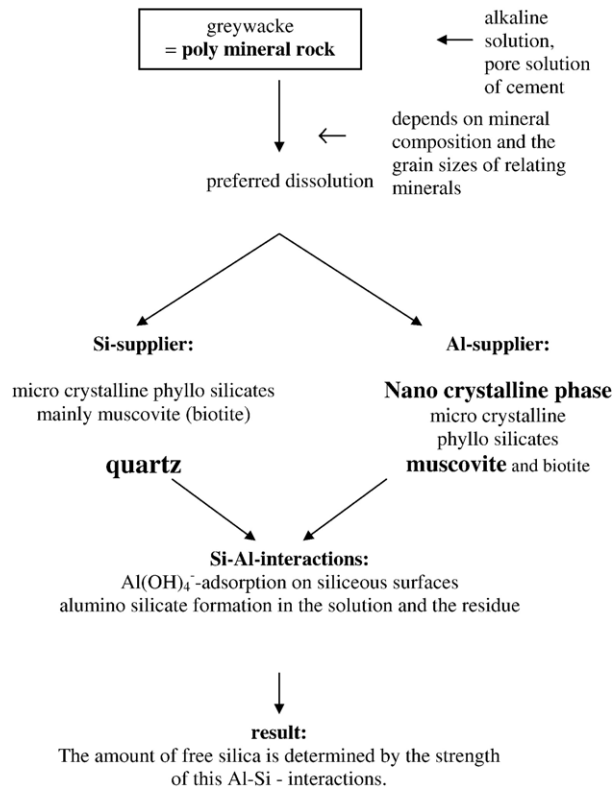 greywacke
= poly mineral rock
alkaline
solution,
pore solution
of cement
depends on mineral
composition and the
grain sizes of relating
minerals
preferred dissolution
Si-supplier:
micro crystalline phyllo silicates
mainly muscovite (biotite)
quartz
Al-supplier:
Nano crystalline phase
micro crystalline
phyllo silicates
muscovite and biotite
Si-Al-interactions:
Al(OH)₄⁻-adsorption on siliceous surfaces
alumino silicate formation in the solution and the residue
result:
The amount of free silica is determined by the strength
of this Al-Si - interactions.